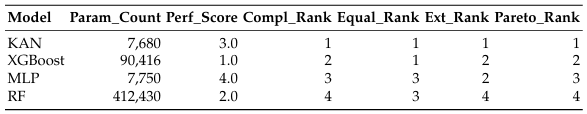 Model Param_Count Perf_Score Compl_Rank Equal_Rank Ext_Rank Pareto_Rank
KAN 7,680 3.0 1 1 1 1
XGBoost 90,416 1.0 2 1 2 2
MLP 7,750 4.0 3 3 2 3
RF 412,430 2.0 4 3 4 4